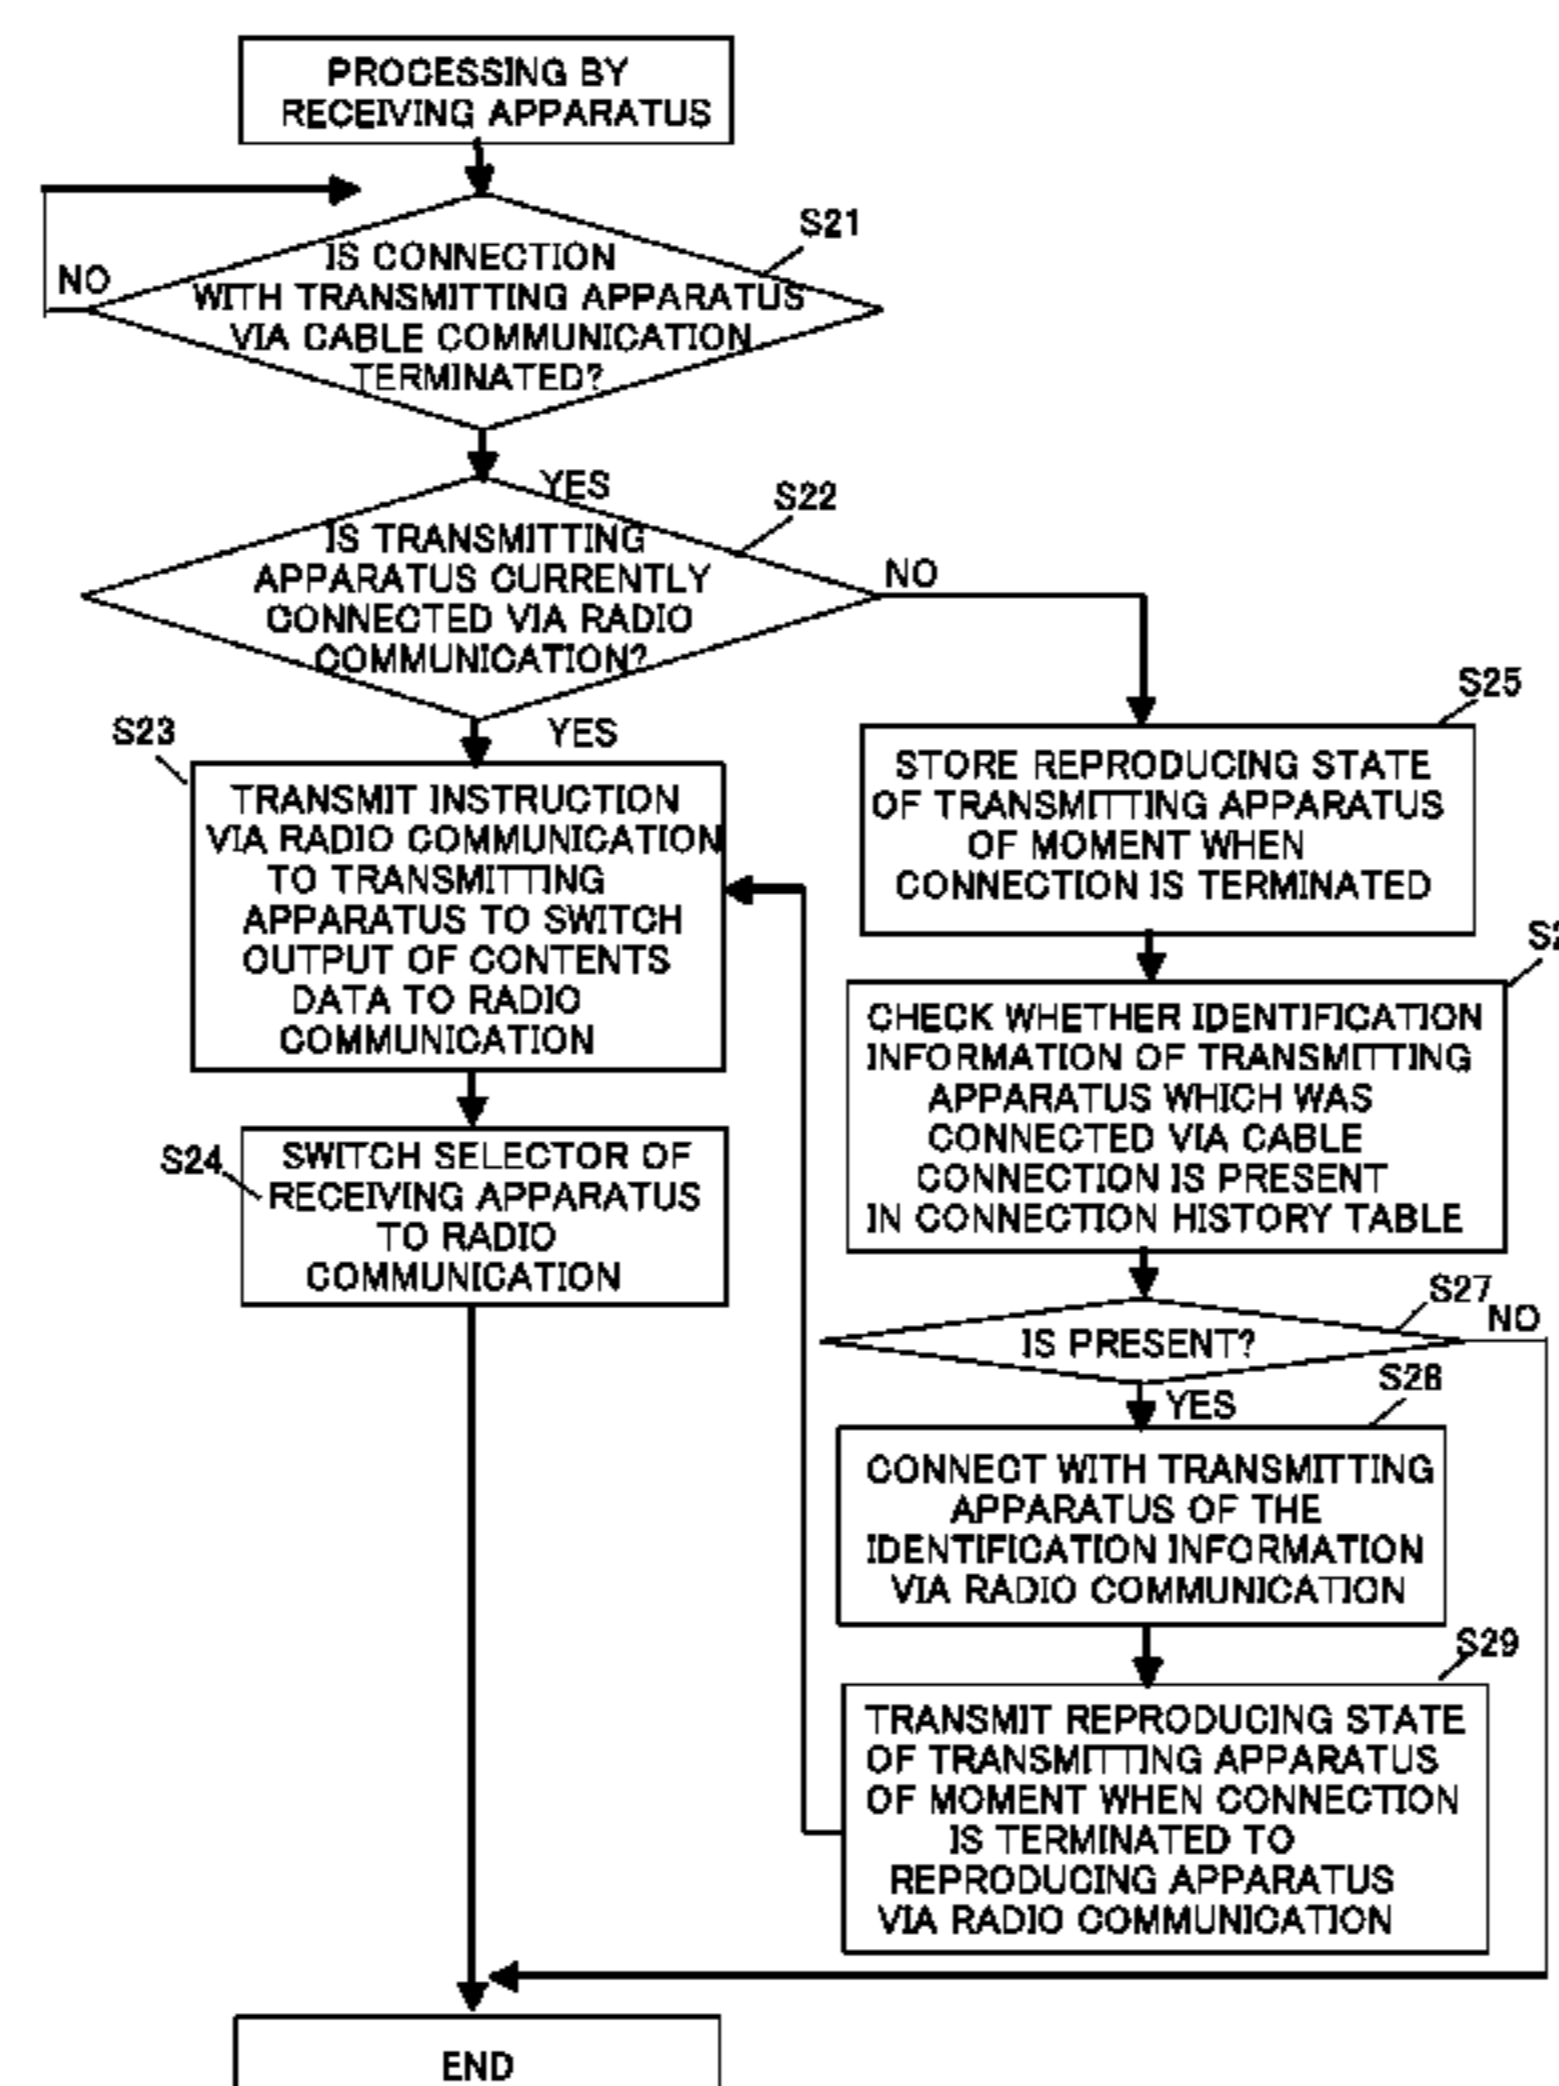 PROCESSING BY
RECEIVING APPARATUS
S21
IS CONNECTION
WITH TRANSMITTING APPARATUS
VIA CABLE COMMUNICATION
TERMINATED?
NO
YES
S22
IS TRANSMITTING
APPARATUS CURRENTLY
CONNECTED VIA RADIO
COMMUNICATION?
NO
YES
S23
TRANSMIT INSTRUCTION
VIA RADIO COMMUNICATION
TO TRANSMITTING
APPARATUS TO SWITCH
OUTPUT OF CONTENTS
DATA TO RADIO
COMMUNICATION
S24
SWITCH SELECTOR OF
RECEIVING APPARATUS
TO RADIO
COMMUNICATION
S25
STORE REPRODUCING STATE
OF TRANSMITTING APPARATUS
OF MOMENT WHEN
CONNECTION IS TERMINATED
CHECK WHETHER IDENTIFICATION
INFORMATION OF TRANSMITTING
APPARATUS WHICH WAS
CONNECTED VIA CABLE
CONNECTION IS PRESENT
IN CONNECTION HISTORY TABLE
S27
IS PRESENT?
NO
YES
S28
CONNECT WITH TRANSMITTING
APPARATUS OF THE
IDENTIFICATION INFORMATION
VIA RADIO COMMUNICATION
S29
TRANSMIT REPRODUCING STATE
OF TRANSMITTING APPARATUS
OF MOMENT WHEN CONNECTION
IS TERMINATED TO
REPRODUCING APPARATUS
VIA RADIO COMMUNICATION
END